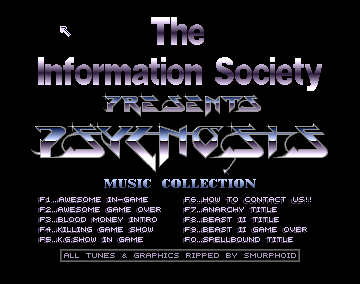 The
Information Society
PRESENTS
PSYGNOSIS
MUSIC COLLECTION
F1...AWESOME IN-GAME
F2...AWESOME GAME OVER
F3...BLOOD MONEY INTRO
F4...KILLING GAME SHOW
F5...K.G.SHOW IN GAME
F6...HOW TO CONTACT US!!
F7...ANARCHY TITLE
F8...BEAST II TITLE
F9...BEAST II GAME OVER
F0...SPELLBOUND TITLE
ALL TUNES & GRAPHICS RIPPED BY SMURPHOID